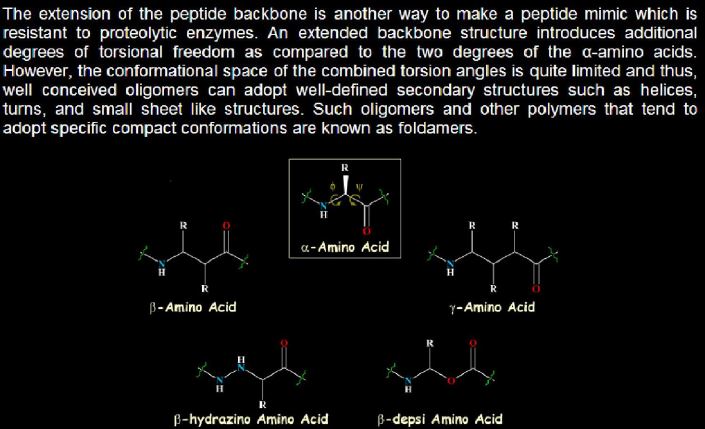 The extension of the peptide backbone is another way to make a peptide mimic which is
resistant to proteolytic enzymes. An extended backbone structure introduces additional
degrees of torsional freedom as compared to the two degrees of the α-amino acids.
However, the conformational space of the combined torsion angles is quite limited and thus,
well conceived oligomers can adopt well-defined secondary structures such as helices,
turns, and small sheet like structures. Such oligomers and other polymers that tend to
adopt specific compact conformations are known as foldamers.
R
ϕ ψ
N
H
O
α-Amino Acid
R O
N
H
R
β-Amino Acid
R R
N
H
R O
γ-Amino Acid
O
H
N
N
H
R
β-hydrazino Amino Acid
R O
N
H
O
β-depsi Amino Acid